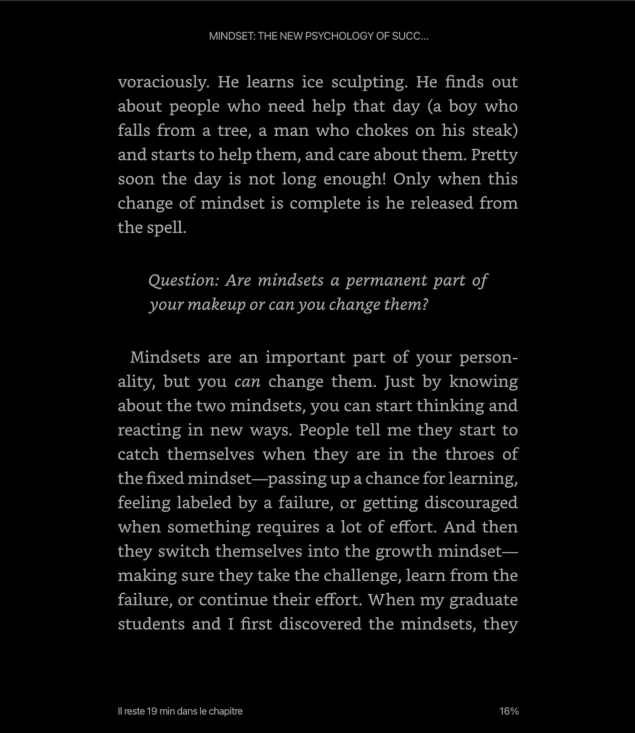 MINDSET: THE NEW PSYCHOLOGY OF SUCC...
voraciously. He learns ice sculpting. He finds out
about people who need help that day (a boy who
falls from a tree, a man who chokes on his steak)
and starts to help them, and care about them. Pretty
soon the day is not long enough! Only when this
change of mindset is complete is he released from
the spell.
Question: Are mindsets a permanent part of
your makeup or can you change them?
Mindsets are an important part of your person-
ality, but you can change them. Just by knowing
about the two mindsets, you can start thinking and
reacting in new ways. People tell me they start to
catch themselves when they are in the throes of
the fixed mindset—passing up a chance for learning,
feeling labeled by a failure, or getting discouraged
when something requires a lot of effort. And then
they switch themselves into the growth mindset—
making sure they take the challenge, learn from the
failure, or continue their effort. When my graduate
students and I first discovered the mindsets, they
Il reste 19 min dans le chapitre
16%